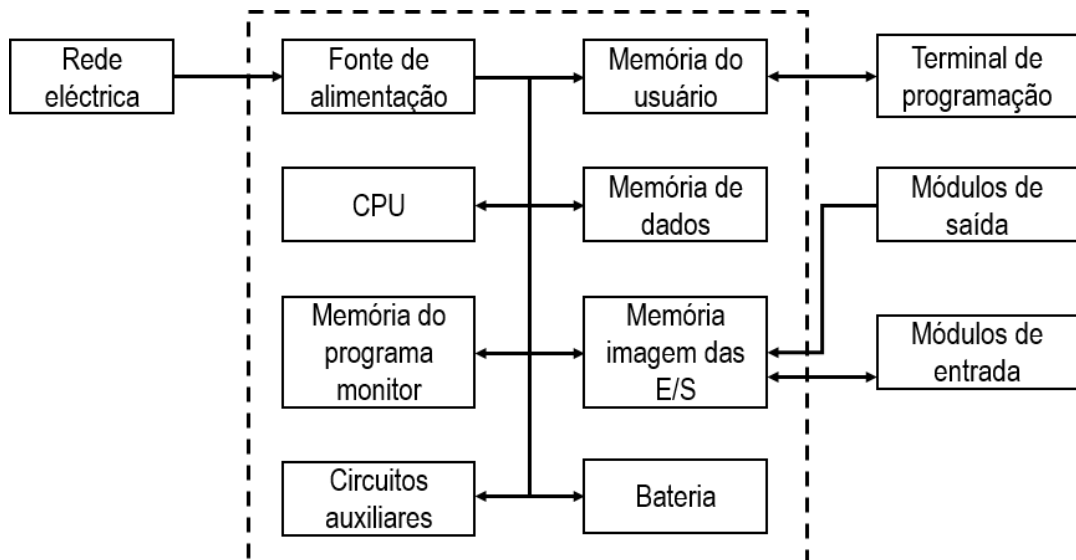 Rede
eléctrica
Fonte de
alimentação
Memória do
usuário
Terminal de
programação
CPU
Memória de
dados
Módulos de
saída
Memória do
programa
monitor
Memória
imagem das
E/S
Módulos de
entrada
Circuitos
auxiliares
Bateria